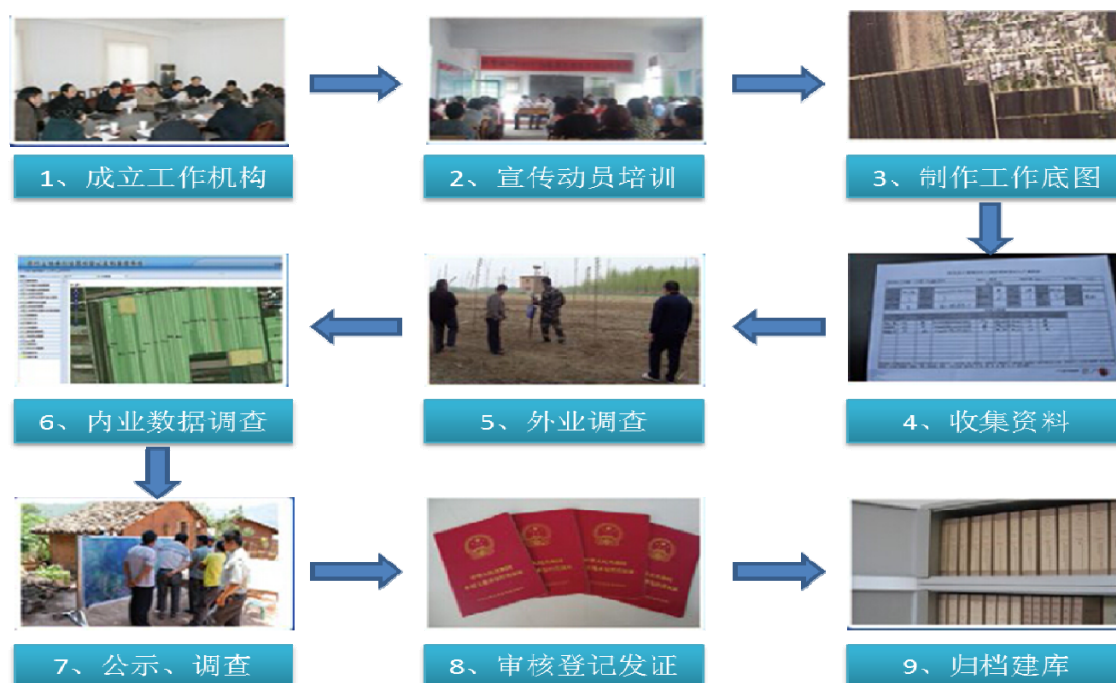 1、成立工作机构
2、宣传动员培训
3、制作工作底图
4、收集资料
5、外业调查
6、内业数据调查
7、公示、调查
8、审核登记发证
9、归档建库